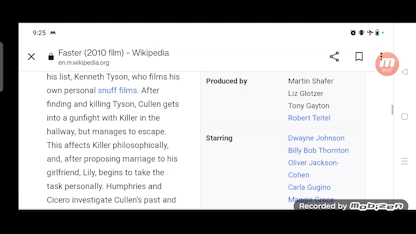 9:25
Faster (2010 film) – Wikipedia
en.m.wikipedia.org
his list, Kenneth Tyson, who films his
own personal snuff films. After
finding and killing Tyson, Cullen gets
into a gunfight with Killer in the
hallway, but manages to escape.
This affects Killer philosophically,
and, after proposing marriage to his
girlfriend, Lily, begins to take the
task personally. Humphries and
Cicero investigate Cullen's past and
Produced by
Martin Shafer
Liz Glotzer
Tony Gayton
Robert Teitel
Starring
Dwayne Johnson
Billy Bob Thornton
Oliver Jackson-
Cohen
Carla Gugino
Maggie Grace
Recorded by MOBIZEN